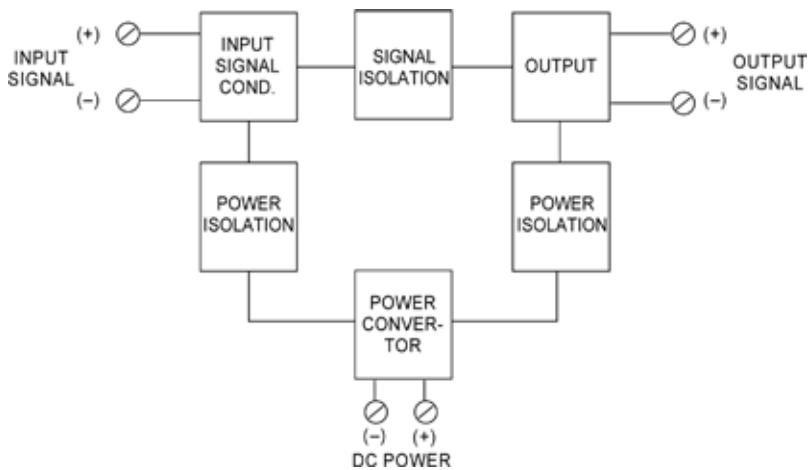 INPUT
SIGNAL
(+)
(–)
INPUT
SIGNAL
COND.
SIGNAL
ISOLATION
OUTPUT
(+)
(–)
OUTPUT
SIGNAL
POWER
ISOLATION
POWER
ISOLATION
POWER
CONVER-
TOR
(–) (+)
DC POWER